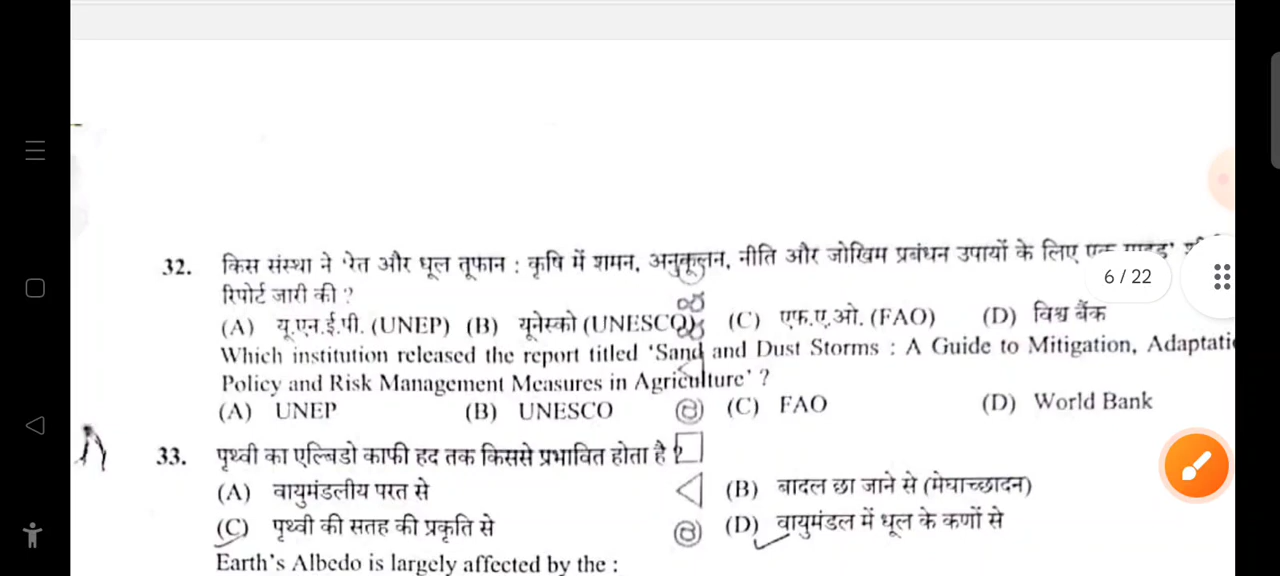 32. किस संस्था ने 'रेत और धूल तूफान : कृषि में शमन, अनुकूलन, नीति और जोखिम प्रबंधन उपायों के लिए एक गाइड'
रिपोर्ट जारी की ?
(A) यू.एन.ई.पी. (UNEP) (B) यूनेस्को (UNESCO) (C) एफ.ए.ओ. (FAO) (D) विश्व बैंक
Which institution released the report titled 'Sand and Dust Storms : A Guide to Mitigation,
Policy and Risk Management Measures in Agriculture' ?
(A) UNEP (B) UNESCO (C) FAO (D) World Bank
33. पृथ्वी का एल्बिडो काफी हद तक किससे प्रभावित होता है ?
(A) वायुमंडलीय परत से (B) बादल छा जाने से (मेघाच्छादन)
(C) पृथ्वी की सतह की प्रकृति से (D) वायुमंडल में धूल के कणों से
Earth's Albedo is largely affected by the :
6 / 22